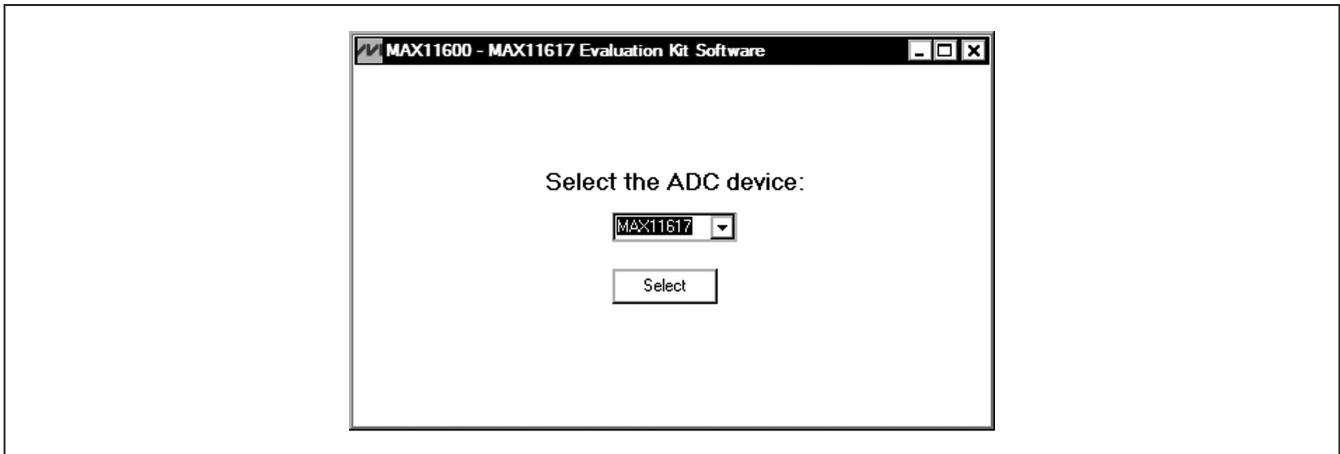 MAX11600 - MAX11617 Evaluation Kit Software
Select the ADC device:
MAX11617
Select